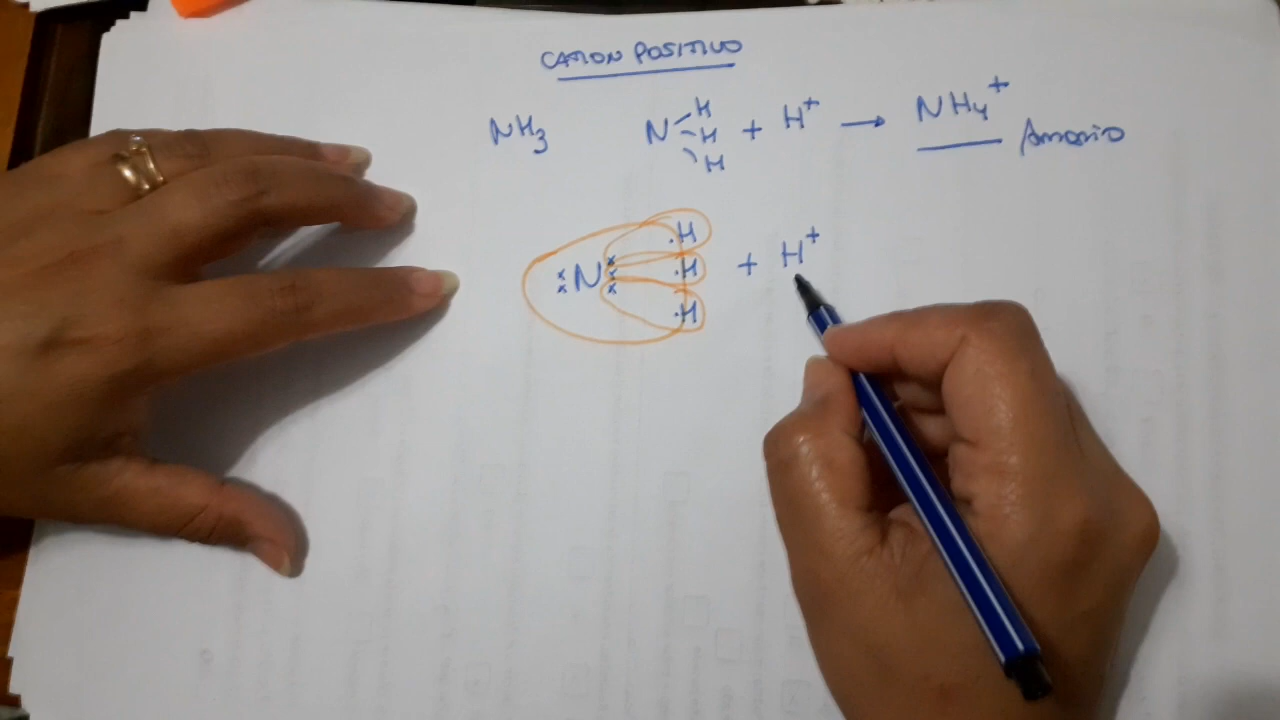 CATION POSITIVO
NH₃ N H H H + H⁺ → NH₄⁺ Amonio
×× N ××× ·H ·H ·H + H⁺